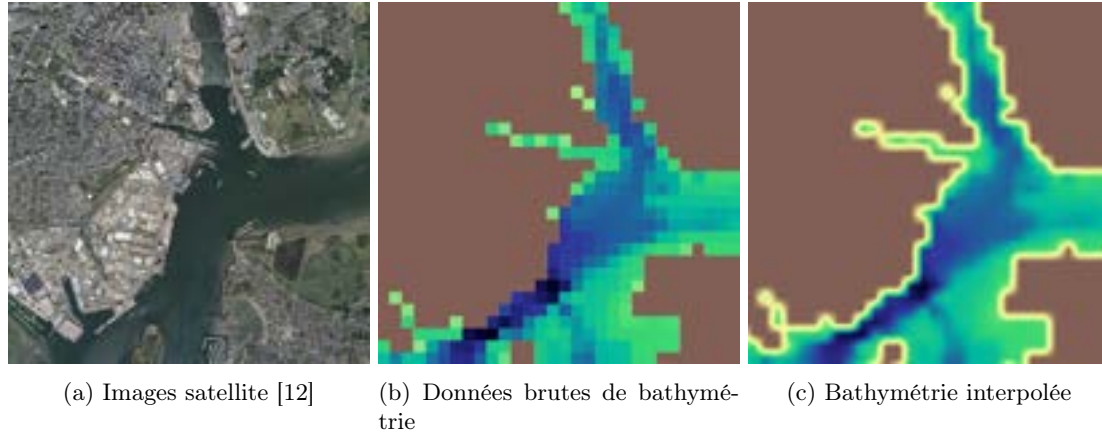 (a) Images satellite [12]
(b) Données brutes de bathymé-
trie
(c) Bathymétrie interpolée